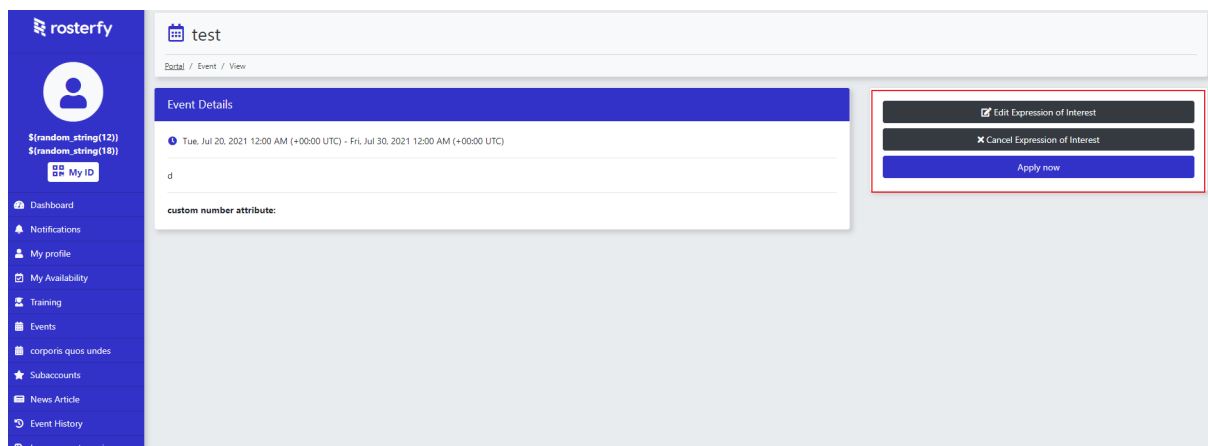 rosterfy
${random_string(12)}
${random_string(18)}
My ID
Dashboard
Notifications
My profile
My Availability
Training
Events
corporis quos undes
Subaccounts
News Article
Event History
test
Portal / Event / View
Event Details
Tue, Jul 20, 2021 12:00 AM (+00:00 UTC) - Fri, Jul 30, 2021 12:00 AM (+00:00 UTC)
d
custom number attribute:
Edit Expression of Interest
Cancel Expression of Interest
Apply now